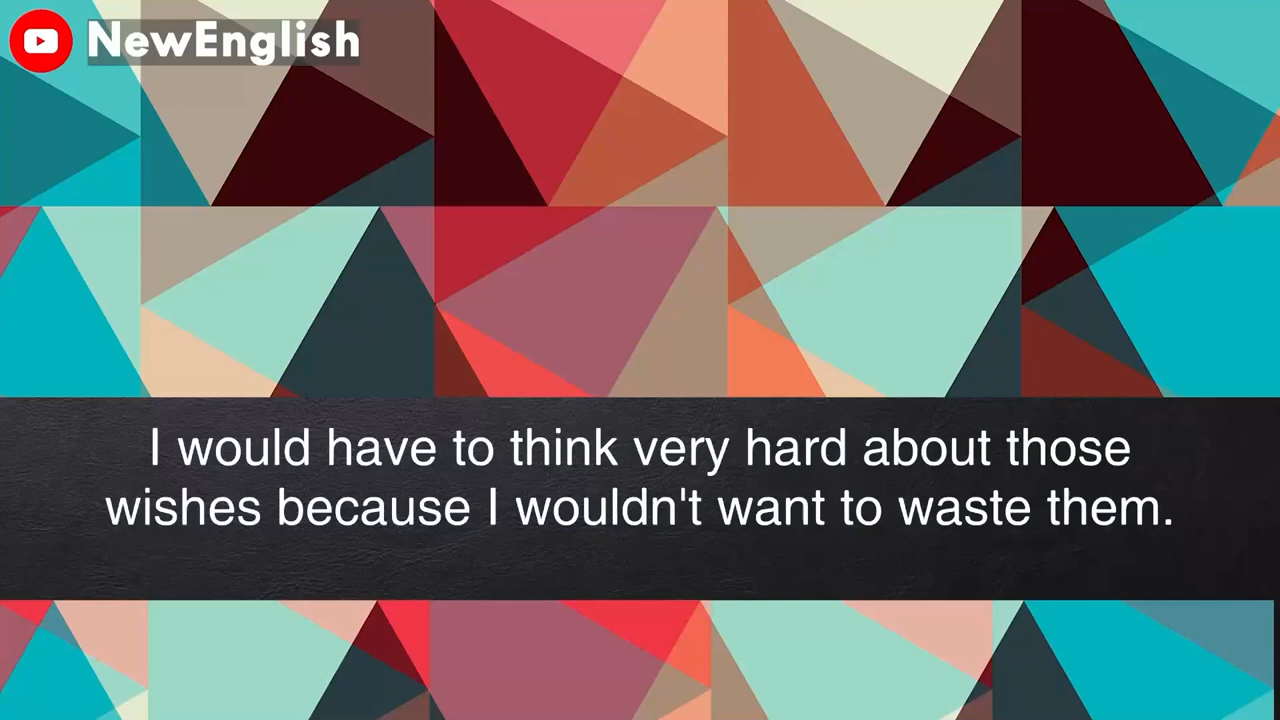 NewEnglish
I would have to think very hard about those
wishes because I wouldn't want to waste them.